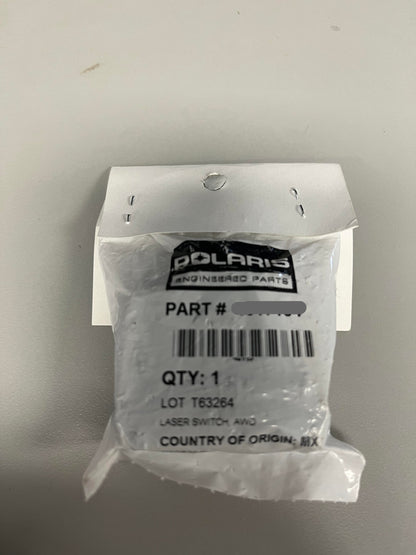 POLARIS
ENGINEERED PARTS
PART #
QTY: 1
LOT T63264
LASER SWITCH, AWD
COUNTRY OF ORIGIN: MX